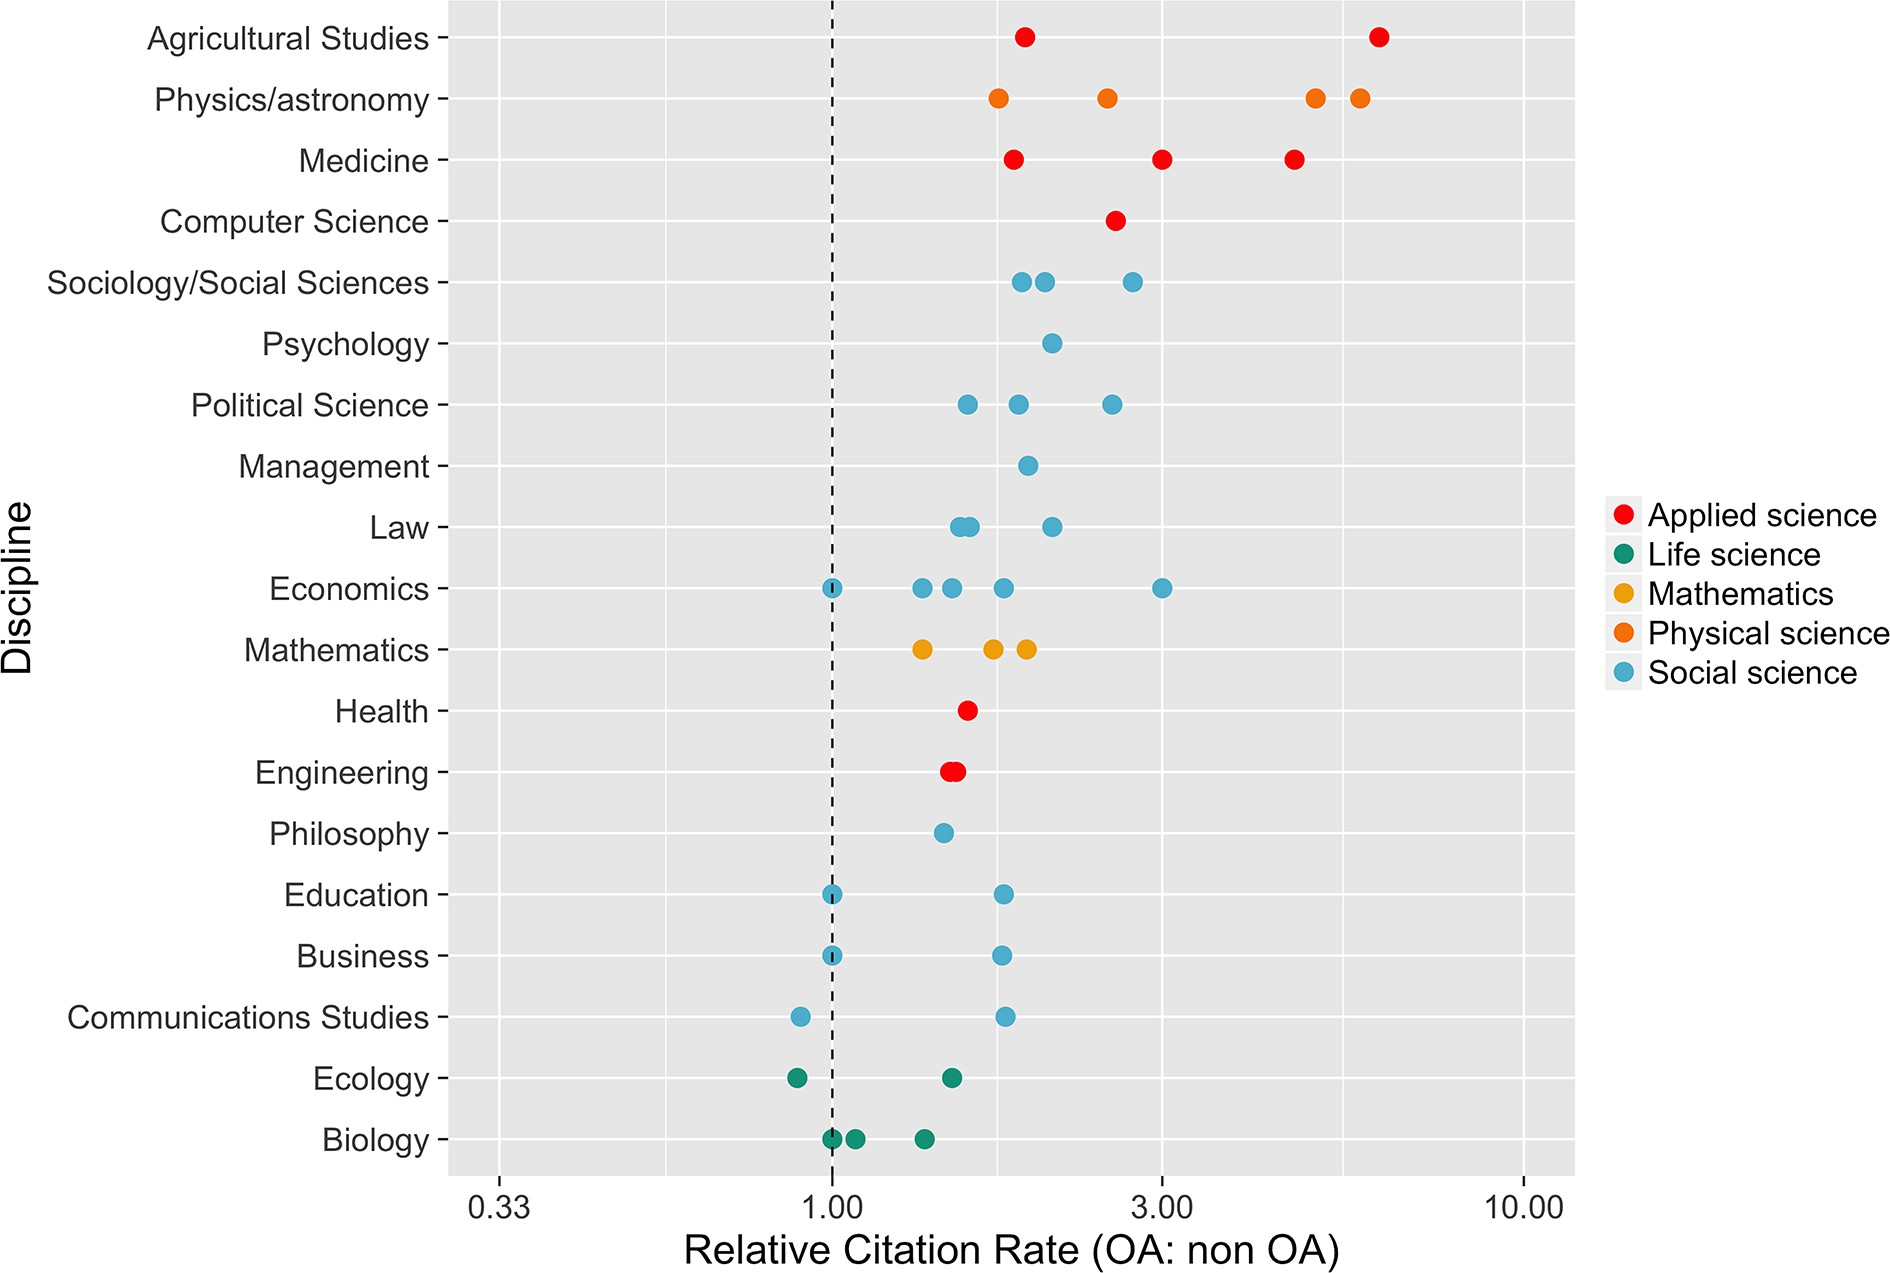 Agricultural Studies
Physics/astronomy
Medicine
Computer Science
Sociology/Social Sciences
Psychology
Political Science
Management
Law
Economics
Mathematics
Health
Engineering
Philosophy
Education
Business
Communications Studies
Ecology
Biology
Discipline
0.33 1.00 3.00 10.00
Relative Citation Rate (OA: non OA)
Applied science
Life science
Mathematics
Physical science
Social science